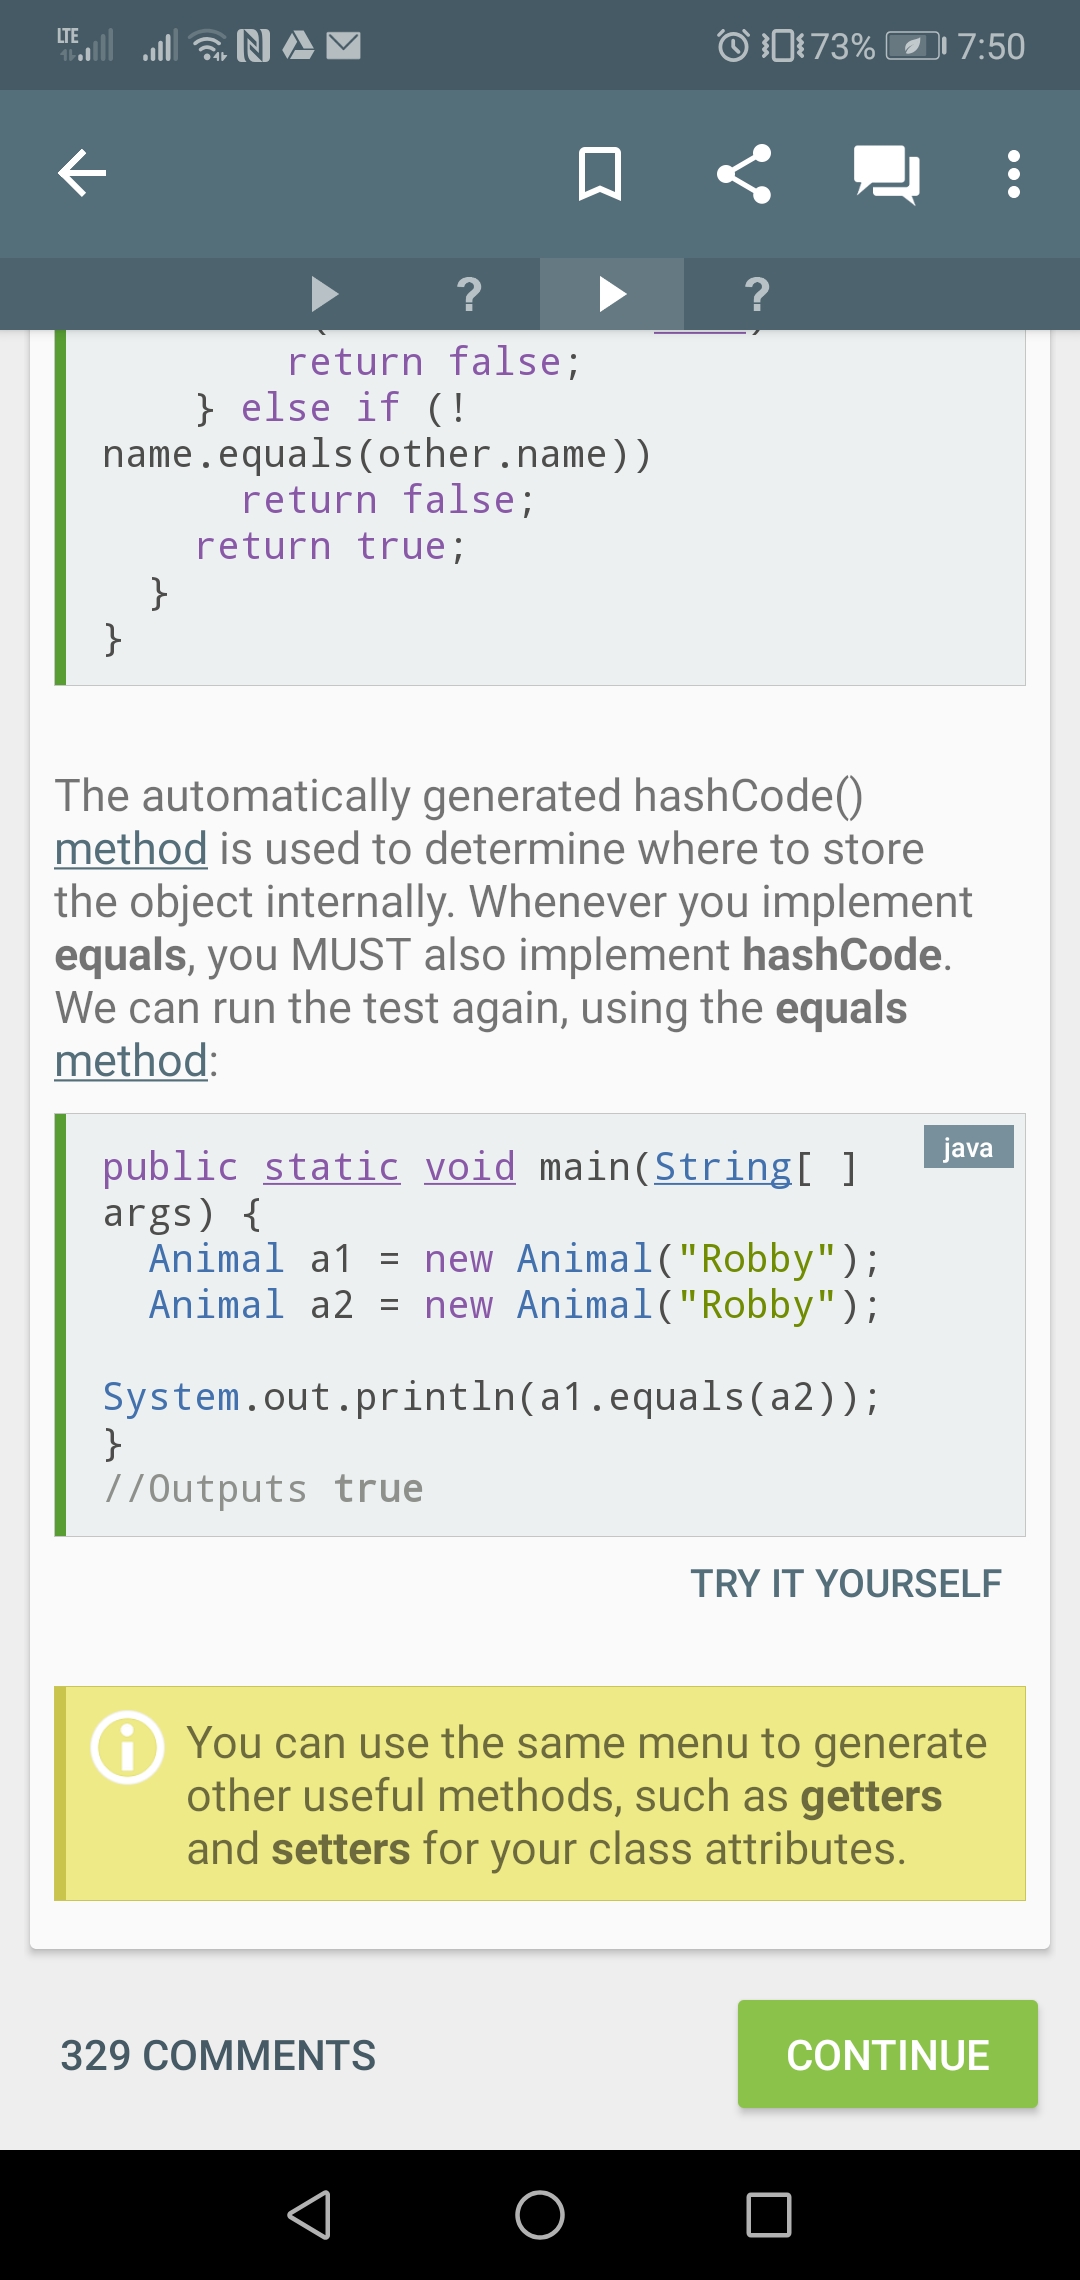 LTE
73%
7:50
?
?
return false;
} else if (!
name.equals(other.name))
return false;
return true;
}
}
The automatically generated hashCode()
method is used to determine where to store
the object internally. Whenever you implement
equals, you MUST also implement hashCode.
We can run the test again, using the equals
method:
java
public static void main(String[ ]
args) {
Animal a1 = new Animal("Robby");
Animal a2 = new Animal("Robby");
System.out.println(a1.equals(a2));
}
//Outputs true
TRY IT YOURSELF
You can use the same menu to generate
other useful methods, such as getters
and setters for your class attributes.
329 COMMENTS
CONTINUE